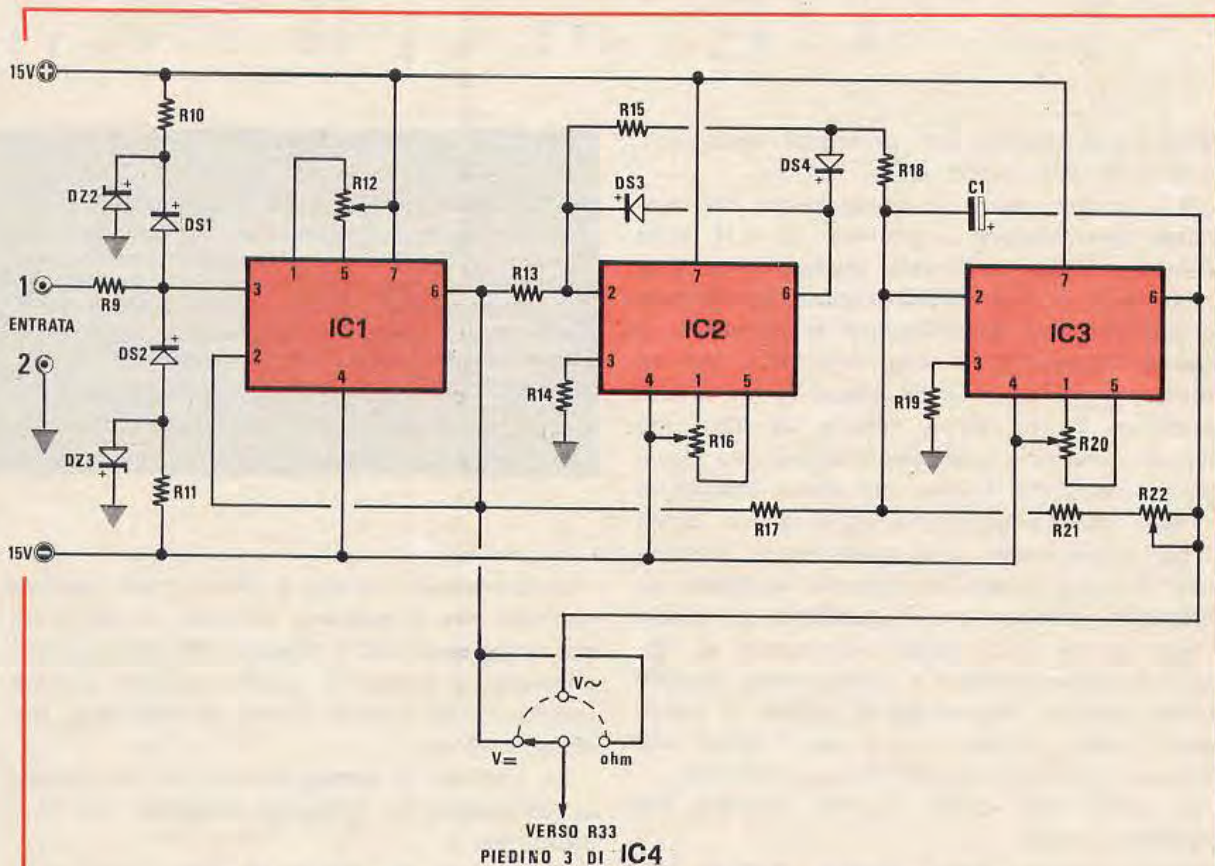 15V +
R10
DZ2
DS1
R12
R15
DS4
R18
DS3
C1
+
1
R9
ENTRATA
2
DS2
DZ3
R11
1 5 7
3 6
IC1
2
4
R13
7
2 6
IC2
3
4 1 5
R14
R16
7
2 6
IC3
3
4 1 5
R19
R20
R17
R21
R22
15V −
V~
V= ohm
VERSO R33
PIEDINO 3 DI IC4